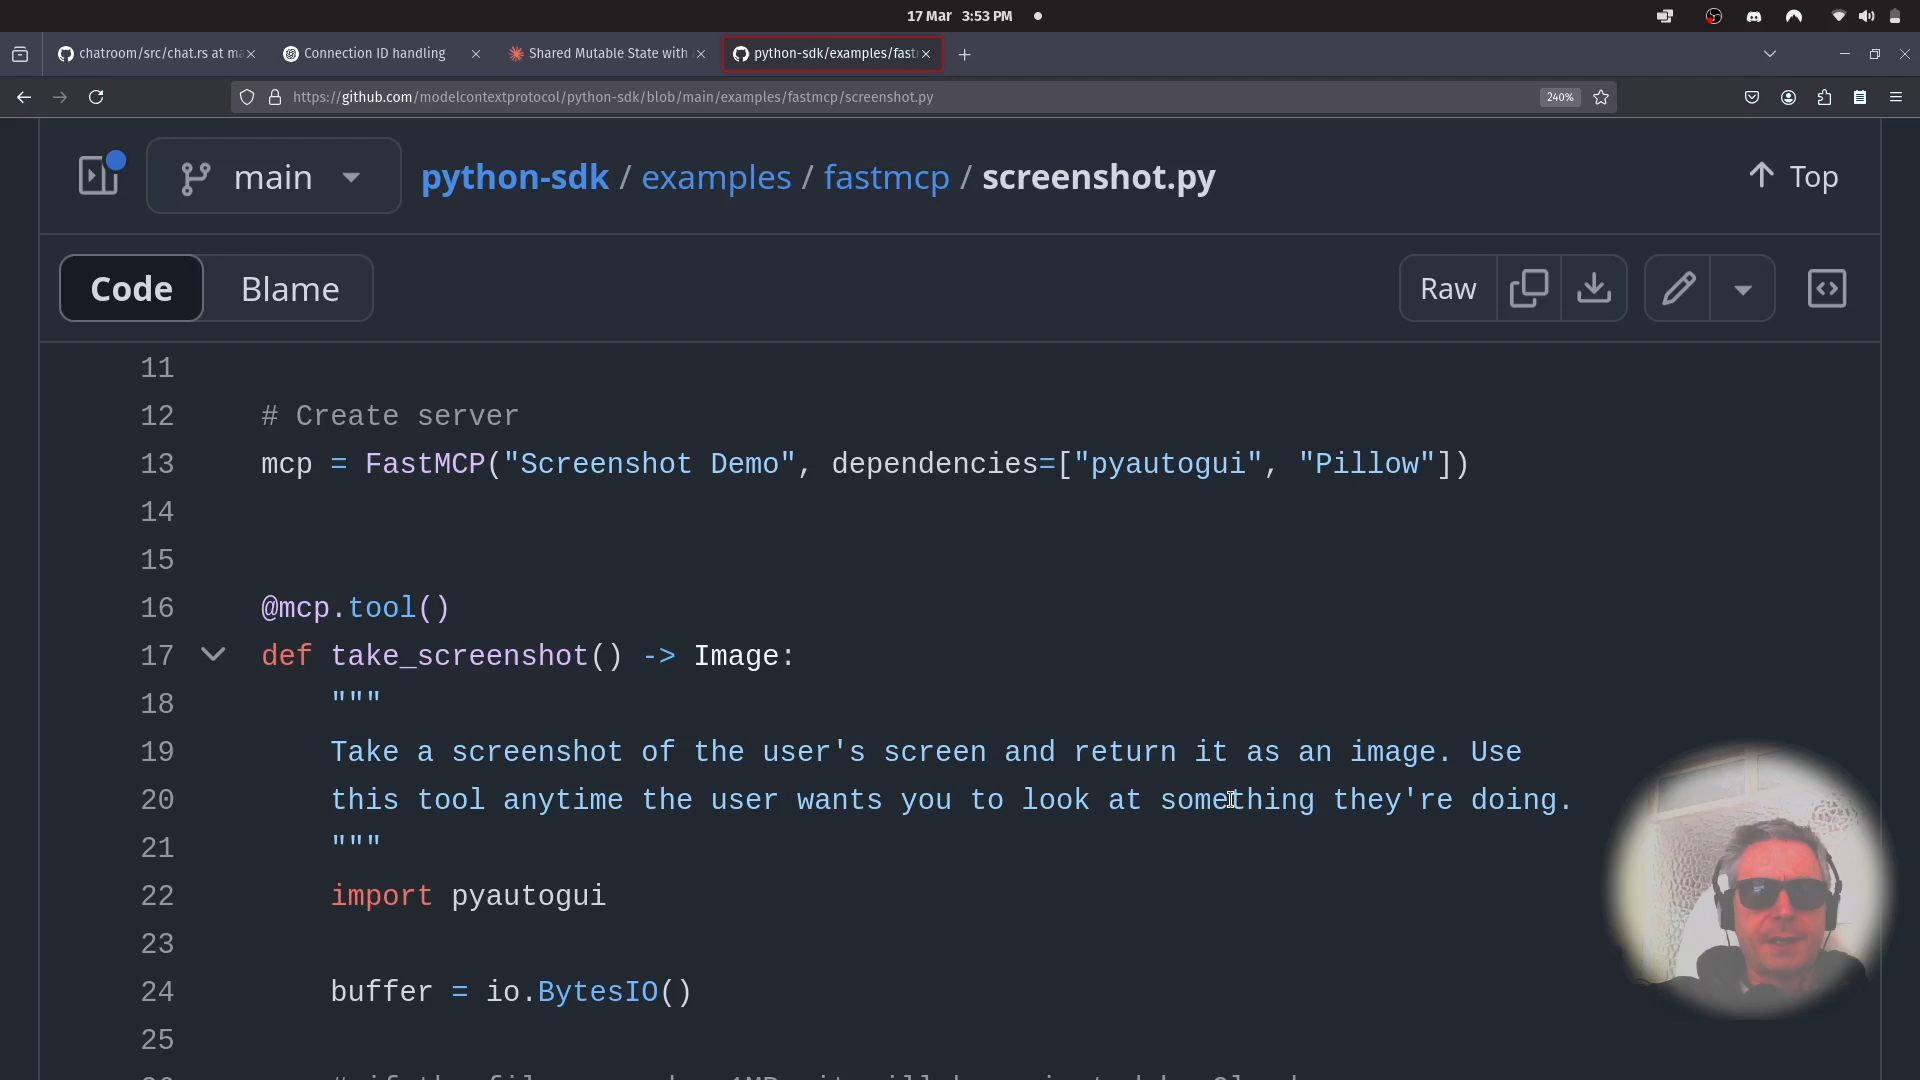 17 Mar 3:53 PM
chatroom/src/chat.rs at ma
Connection ID handling
Shared Mutable State with
python-sdk/examples/fast
https://github.com/modelcontextprotocol/python-sdk/blob/main/examples/fastmcp/screenshot.py
240%
main
python-sdk / examples / fastmcp / screenshot.py
Top
Code
Blame
Raw
11
12 # Create server
13 mcp = FastMCP("Screenshot Demo", dependencies=["pyautogui", "Pillow"])
14
15
16 @mcp.tool()
17 def take_screenshot() -> Image:
18 """
19 Take a screenshot of the user's screen and return it as an image. Use
20 this tool anytime the user wants you to look at something they're doing.
21 """
22 import pyautogui
23
24 buffer = io.BytesIO()
25